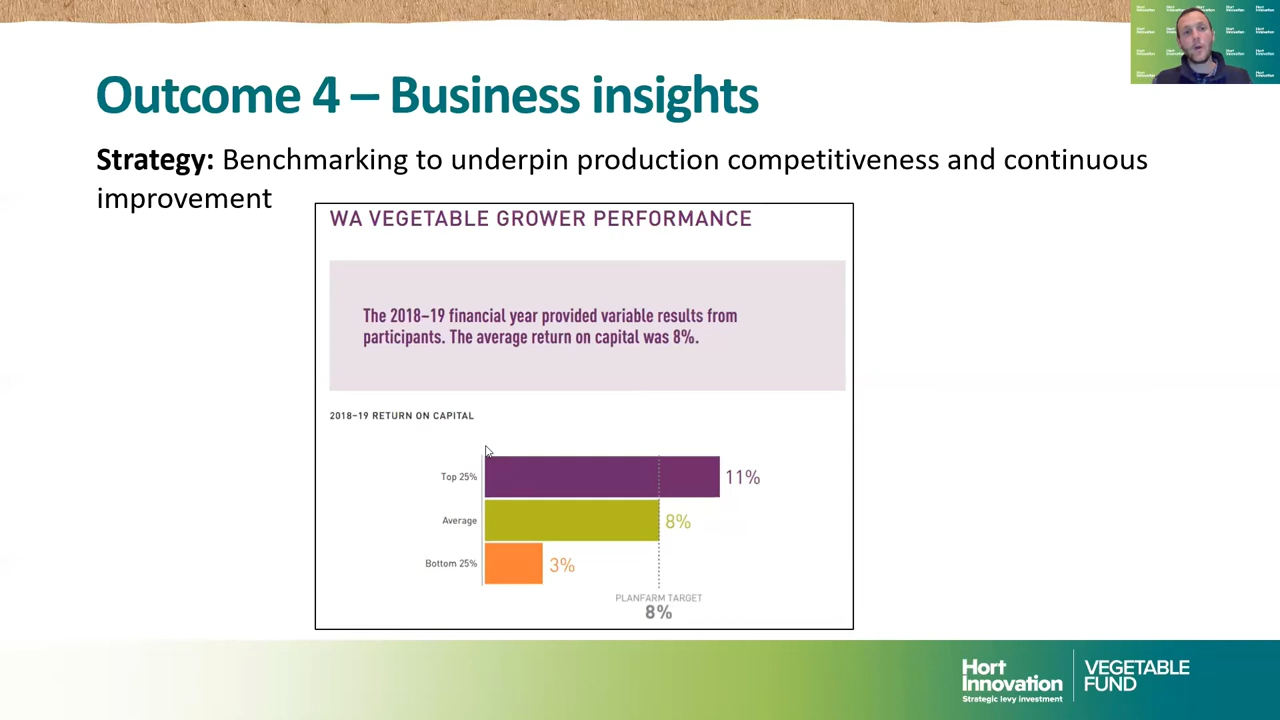 Outcome 4 – Business insights
Strategy: Benchmarking to underpin production competitiveness and continuous
improvement
WA VEGETABLE GROWER PERFORMANCE
The 2018–19 financial year provided variable results from
participants. The average return on capital was 8%.
2018–19 RETURN ON CAPITAL
Top 25%
11%
Average
8%
Bottom 25%
3%
PLANFARM TARGET
8%
Hort
Innovation
Strategic levy investment
VEGETABLE
FUND